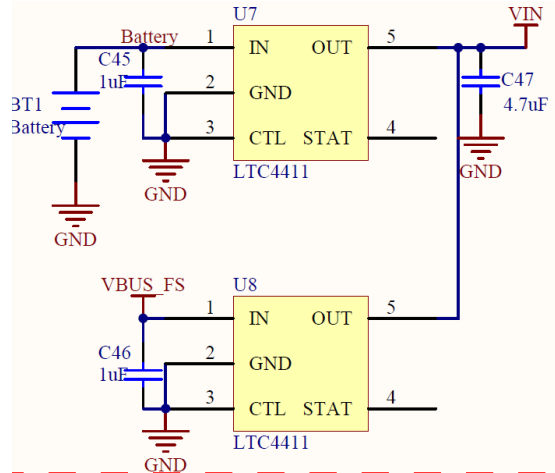 U7
VIN
Battery
1 IN OUT 5
C45
1uF
2 GND
C47
4.7uF
BT1
Battery
3 CTL STAT 4
LTC4411
GND
GND
GND
VBUS_FS
U8
1 IN OUT 5
2 GND
C46
1uF
3 CTL STAT 4
LTC4411
GND